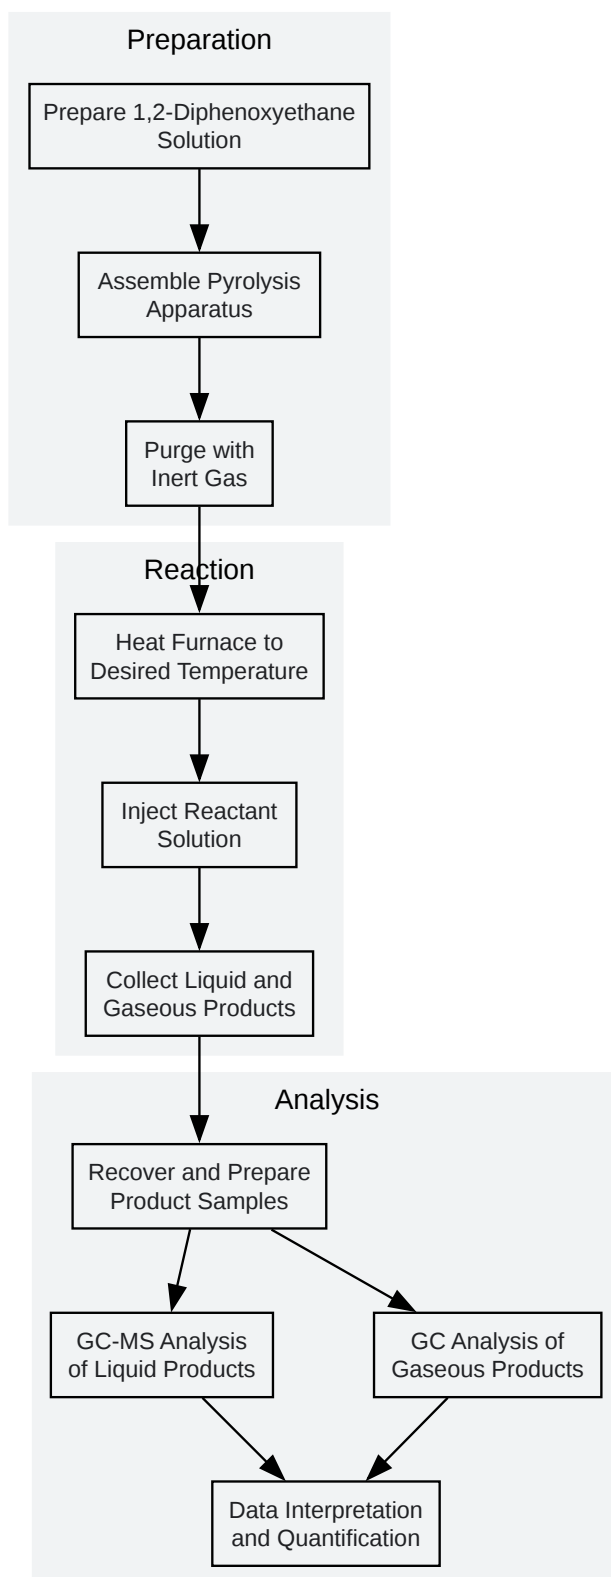 Preparation
Prepare 1,2-Diphenoxyethane
Solution
Assemble Pyrolysis
Apparatus
Purge with
Inert Gas
Reaction
Heat Furnace to
Desired Temperature
Inject Reactant
Solution
Collect Liquid and
Gaseous Products
Analysis
Recover and Prepare
Product Samples
GC-MS Analysis
of Liquid Products
GC Analysis of
Gaseous Products
Data Interpretation
and Quantification